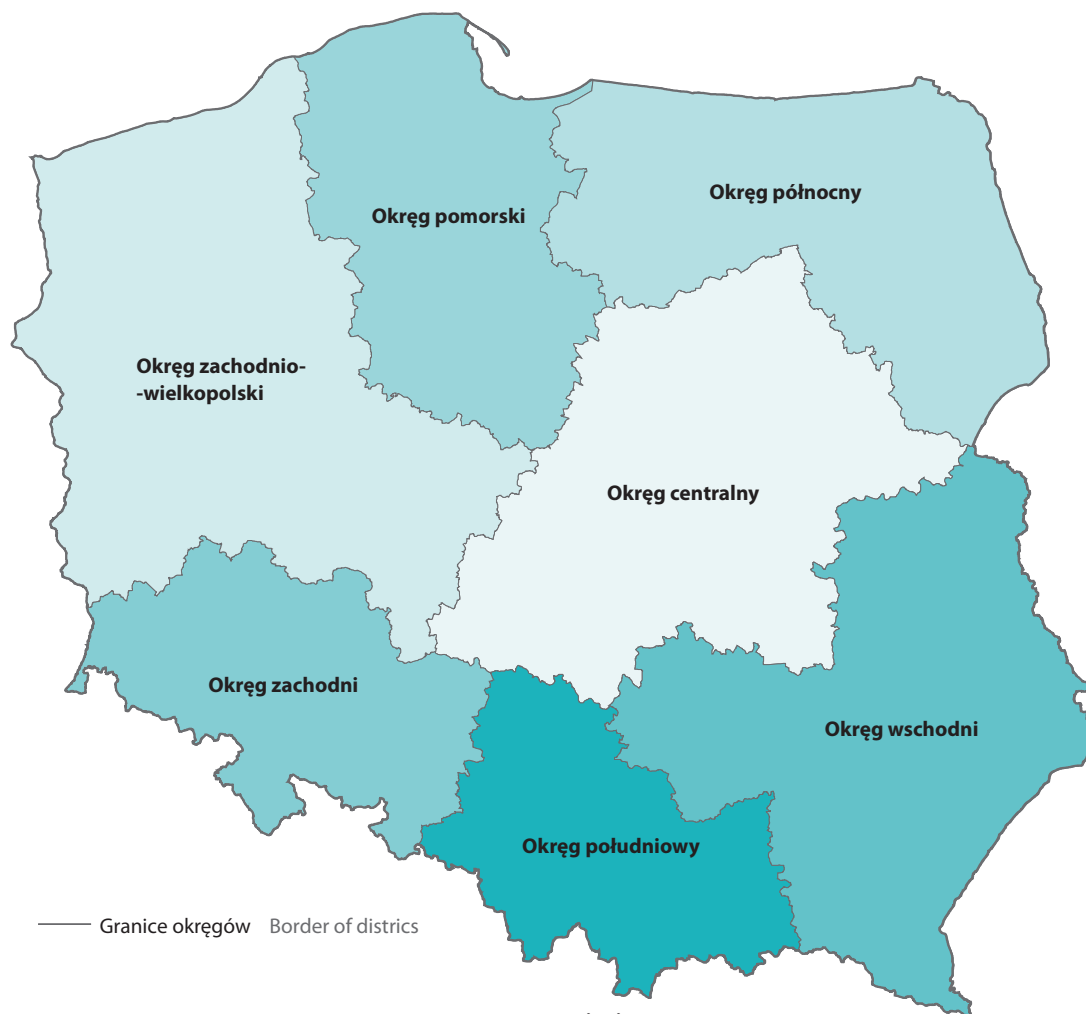 Okręg północny
Okręg pomorski
Okręg zachodnio-
-wielkopolski
Okręg centralny
Okręg zachodni
Okręg wschodni
Okręg południowy
Granice okręgów Border of districs